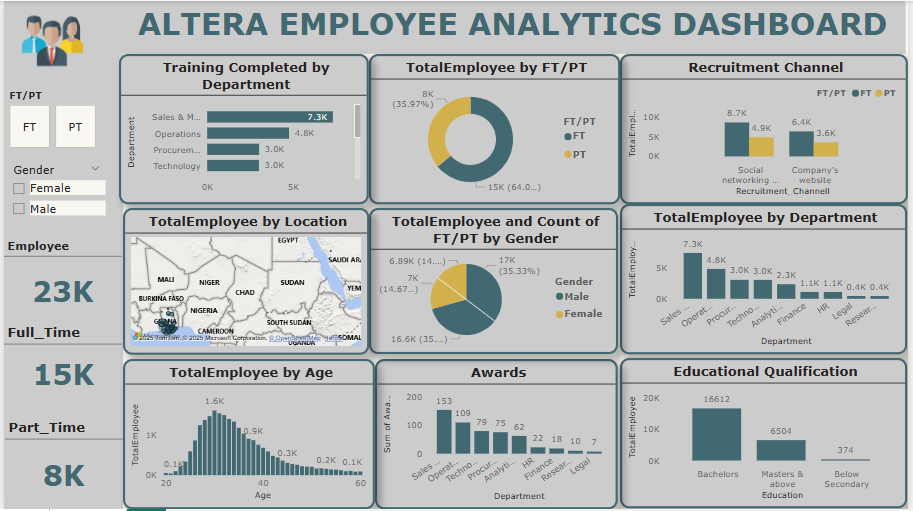 ALTERA EMPLOYEE ANALYTICS DASHBOARD
FT/PT
FT
PT
Gender
Female
Male
Employee
23K
Full_Time
15K
Part_Time
8K
Training Completed by
Department
Department
Sales & M...
7.3K
Operations
4.8K
Procurem...
3.0K
Technology
3.0K
0K
5K
TotalEmployee by FT/PT
8K
(35.97%)
15K (64.0...)
FT/PT
FT
PT
Recruitment Channel
FT/PT
FT
PT
TotalEmpl...
10K
5K
0K
8.7K
4.9K
6.4K
3.6K
Social
networking ...
Company's
website
Recruitment_Channell
TotalEmployee by Location
EGYPT
SAUDI AR
MALI
NIGER
CHAD
SUDAN
YEM
BURKINA FASO
GHANA
NIGERIA
CAMEROON
SOUTH SUDAN
SOMAL
UGANDA
© 2025 TomTom, © 2025 Microsoft Corporation, © OpenStreetMap
TotalEmployee and Count of
FT/PT by Gender
6.89K (14....)
17K
(35.33%)
7K
(14.67...)
16.6K (35....)
Gender
Male
Female
TotalEmployee by Department
TotalEmploy...
5K
0K
7.3K
4.8K
3.0K
3.0K
2.3K
1.1K
1.1K
0.4K
0.4K
Sales ...
Operat...
Procur...
Techno...
Analyti...
Finance
HR
Legal
Resear...
Department
TotalEmployee by Age
TotalEmployee
1K
0K
0.1K
1.6K
0.9K
0.3K
0.2K
0.1K
20
40
60
Age
Awards
Sum of Awa...
200
100
0
153
109
79
75
62
22
18
10
7
Sales ...
Operat...
Techno...
Procur...
Analyti...
HR
Finance
Resear...
Legal
Department
Educational Qualification
TotalEmployee
20K
10K
0K
16612
6504
374
Bachelors
Masters &
above
Below
Secondary
Education